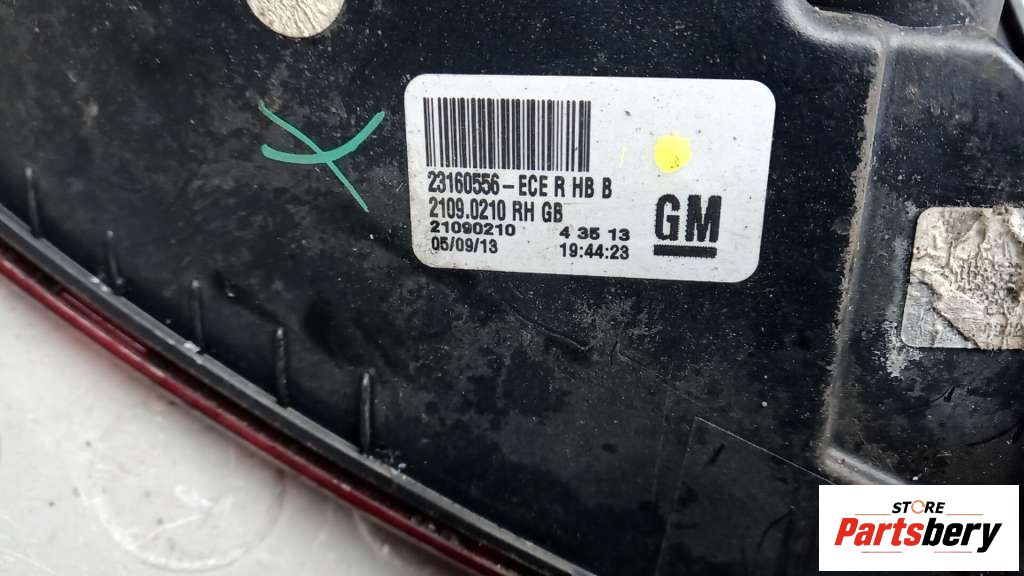 23160556-ECE R HB B
2109.0210 RH GB
21090210 4 35 13
05/09/13 19:44:23
GM
STORE
Partsbery